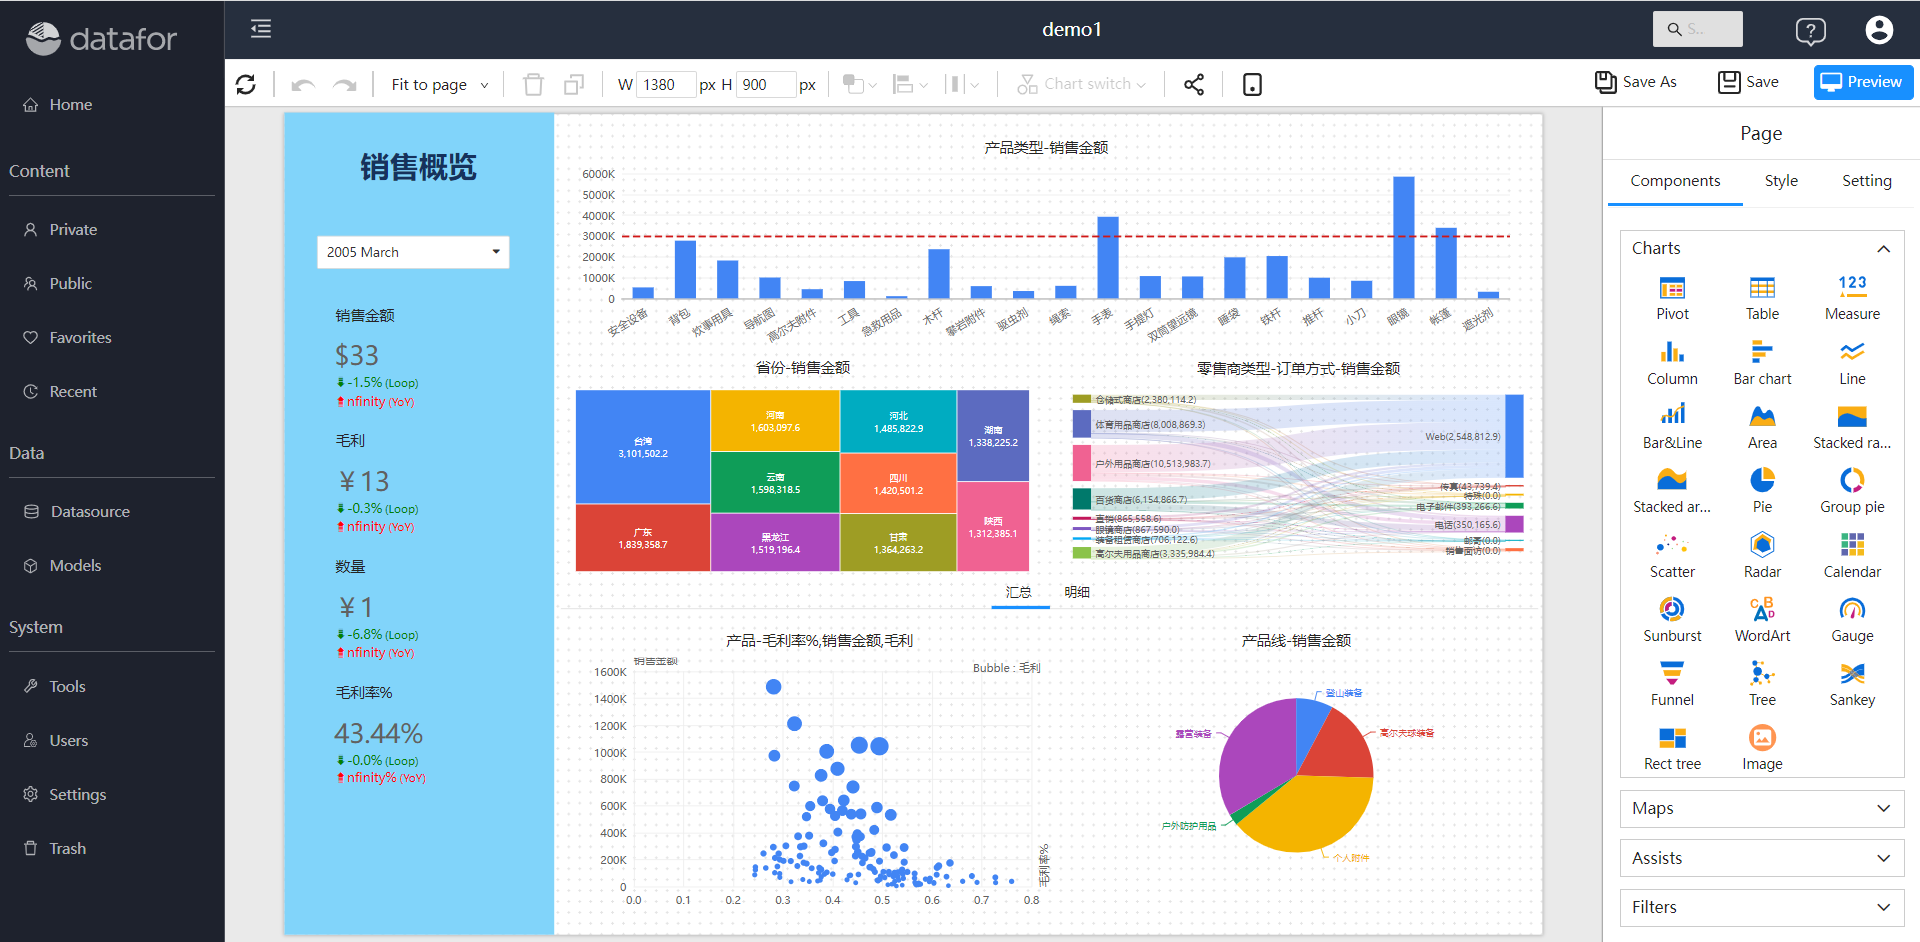 datafor
Home
Content
Private
Public
Favorites
Recent
Data
Datasource
Models
System
Tools
Users
Settings
Trash
demo1
S..
Fit to page
W 1380 px H 900 px
Chart switch
Save As
Save
Preview
销售概览
2005 March
销售金额
$33
-1.5% (Loop)
nfinity (YoY)
毛利
￥13
-0.3% (Loop)
nfinity (YoY)
数量
￥1
-6.8% (Loop)
nfinity (YoY)
毛利率%
43.44%
-0.0% (Loop)
nfinity% (YoY)
产品类型-销售金额
6000K
5000K
4000K
3000K
2000K
1000K
0
安全设备
背包
炊事用具
导航图
高尔夫附件
工具
急救用品
木杆
攀岩附件
驱虫剂
绳索
手表
手提灯
双筒望远镜
睡袋
铁杆
推杆
小刀
眼镜
帐篷
遮光剂
省份-销售金额
台湾
3,101,502.2
广东
1,839,358.7
河南
1,603,097.6
云南
1,598,318.5
黑龙江
1,519,196.4
河北
1,485,822.9
四川
1,420,501.2
甘肃
1,364,263.2
湖南
1,338,225.2
陕西
1,312,385.1
零售商类型-订单方式-销售金额
仓储式商店(2,380,114.2)
体育用品商店(8,008,869.3)
户外用品商店(10,513,983.7)
百货商店(6,154,866.7)
直销(865,558.6)
眼镜商店(867,590.0)
装备租赁商店(706,122.6)
高尔夫用品商店(3,335,984.4)
Web(2,548,812.9)
传真(43,739.4)
特殊(0.0)
电子邮件(393,266.6)
电话(350,165.6)
邮寄(0.0)
销售面访(0.0)
汇总
明细
产品-毛利率%,销售金额,毛利
销售金额
Bubble : 毛利
1600K
1400K
1200K
1000K
800K
600K
400K
200K
0
0.0
0.1
0.2
0.3
0.4
0.5
0.6
0.7
0.8
毛利率%
产品线-销售金额
登山装备
高尔夫球装备
个人附件
户外防护用品
露营装备
Page
Components
Style
Setting
Charts
Pivot
Table
123
Measure
Column
Bar chart
Line
Bar&Line
Area
Stacked ra...
Stacked ar...
Pie
Group pie
Scatter
Radar
Calendar
Sunburst
WordArt
Gauge
Funnel
Tree
Sankey
Rect tree
Image
Maps
Assists
Filters